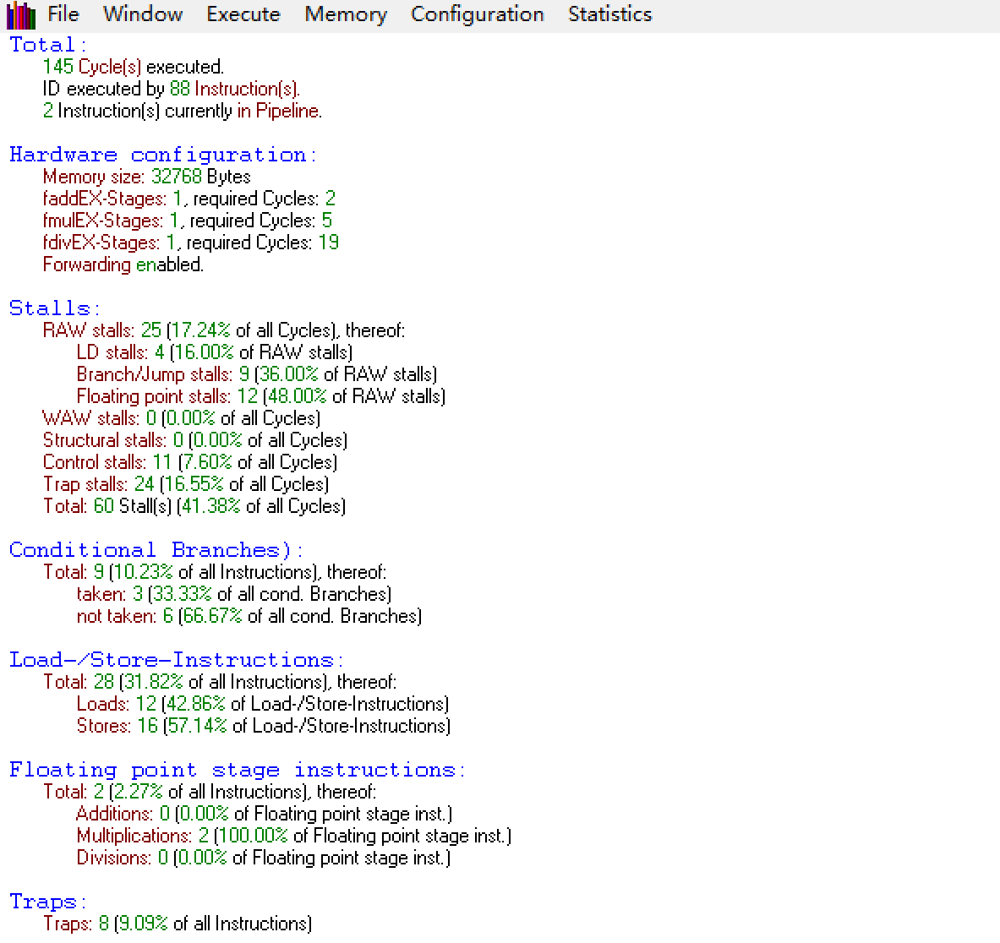 File Window Execute Memory Configuration Statistics
Total:
145 Cycle(s) executed.
ID executed by 88 Instruction(s).
2 Instruction(s) currently in Pipeline.
Hardware configuration:
Memory size: 32768 Bytes
faddEX-Stages: 1, required Cycles: 2
fmulEX-Stages: 1, required Cycles: 5
fdivEX-Stages: 1, required Cycles: 19
Forwarding enabled.
Stalls:
RAW stalls: 25 (17.24% of all Cycles), thereof:
LD stalls: 4 (16.00% of RAW stalls)
Branch/Jump stalls: 9 (36.00% of RAW stalls)
Floating point stalls: 12 (48.00% of RAW stalls)
WAW stalls: 0 (0.00% of all Cycles)
Structural stalls: 0 (0.00% of all Cycles)
Control stalls: 11 (7.60% of all Cycles)
Trap stalls: 24 (16.55% of all Cycles)
Total: 60 Stall(s) (41.38% of all Cycles)
Conditional Branches):
Total: 9 (10.23% of all Instructions), thereof:
taken: 3 (33.33% of all cond. Branches)
not taken: 6 (66.67% of all cond. Branches)
Load-/Store-Instructions:
Total: 28 (31.82% of all Instructions), thereof:
Loads: 12 (42.86% of Load-/Store-Instructions)
Stores: 16 (57.14% of Load-/Store-Instructions)
Floating point stage instructions:
Total: 2 (2.27% of all Instructions), thereof:
Additions: 0 (0.00% of Floating point stage inst.)
Multiplications: 2 (100.00% of Floating point stage inst.)
Divisions: 0 (0.00% of Floating point stage inst.)
Traps:
Traps: 8 (9.09% of all Instructions)